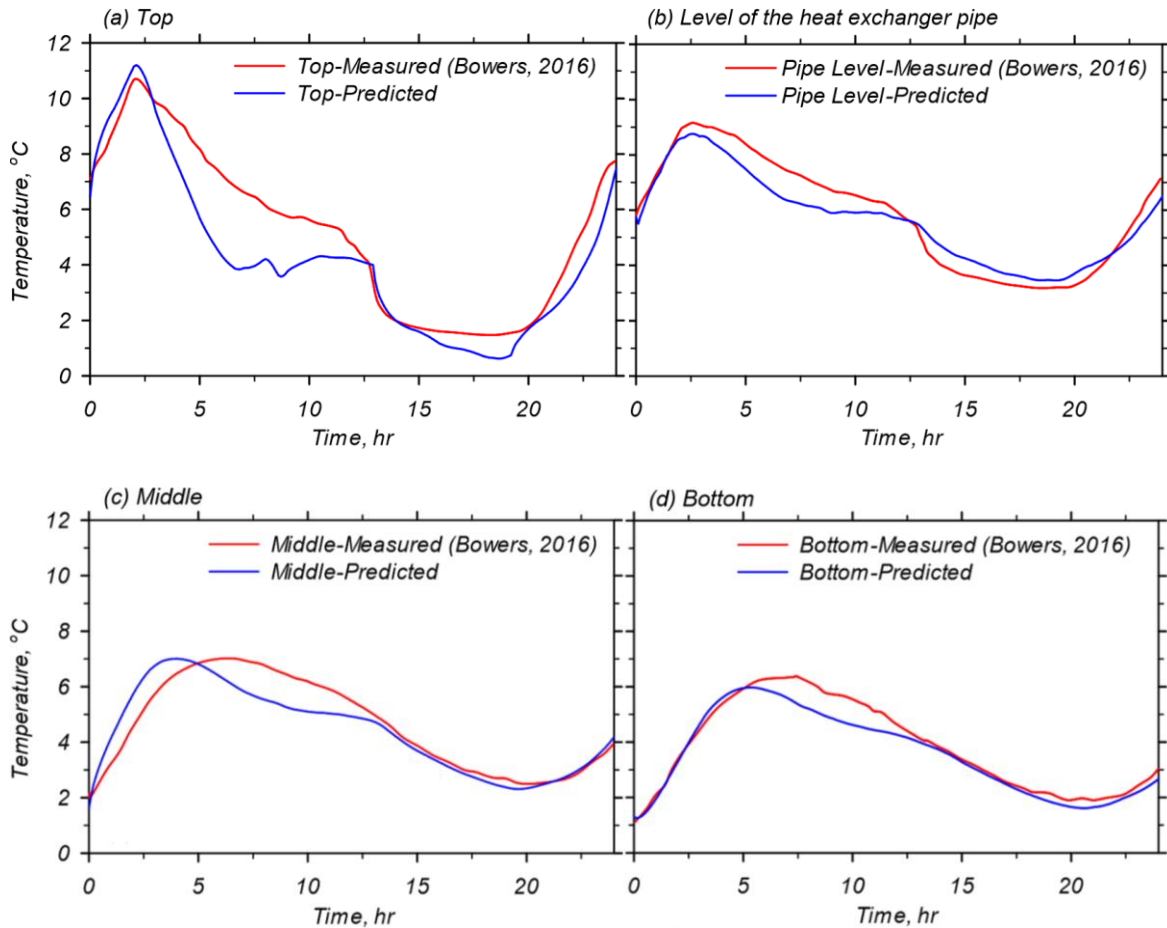 (a) Top
(b) Level of the heat exchanger pipe
12
10
8
6
4
2
0
Temperature, °C
Top-Measured (Bowers, 2016)
Top-Predicted
Pipe Level-Measured (Bowers, 2016)
Pipe Level-Predicted
0 5 10 15 20
Time, hr
0 5 10 15 20
Time, hr
(c) Middle
(d) Bottom
12
10
8
6
4
2
0
Temperature, °C
Middle-Measured (Bowers, 2016)
Middle-Predicted
Bottom-Measured (Bowers, 2016)
Bottom-Predicted
0 5 10 15 20
Time, hr
0 5 10 15 20
Time, hr